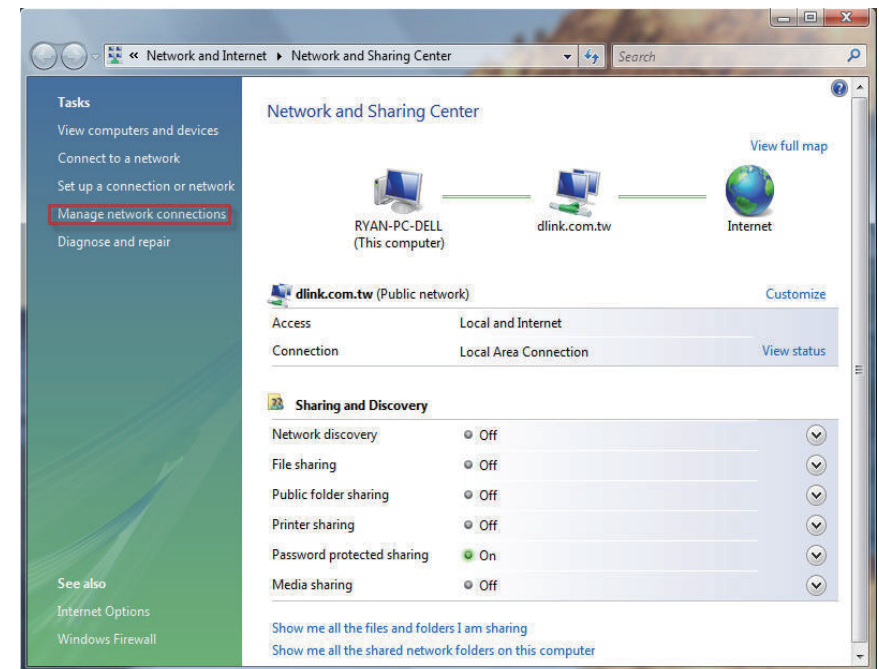 « Network and Internet ▸ Network and Sharing Center
Search
Tasks
View computers and devices
Connect to a network
Set up a connection or network
Manage network connections
Diagnose and repair
See also
Internet Options
Windows Firewall
Network and Sharing Center
View full map
RYAN-PC-DELL
(This computer)
dlink.com.tw
Internet
dlink.com.tw (Public network)
Customize
Access Local and Internet
Connection Local Area Connection View status
Sharing and Discovery
Network discovery Off
File sharing Off
Public folder sharing Off
Printer sharing Off
Password protected sharing On
Media sharing Off
Show me all the files and folders I am sharing
Show me all the shared network folders on this computer